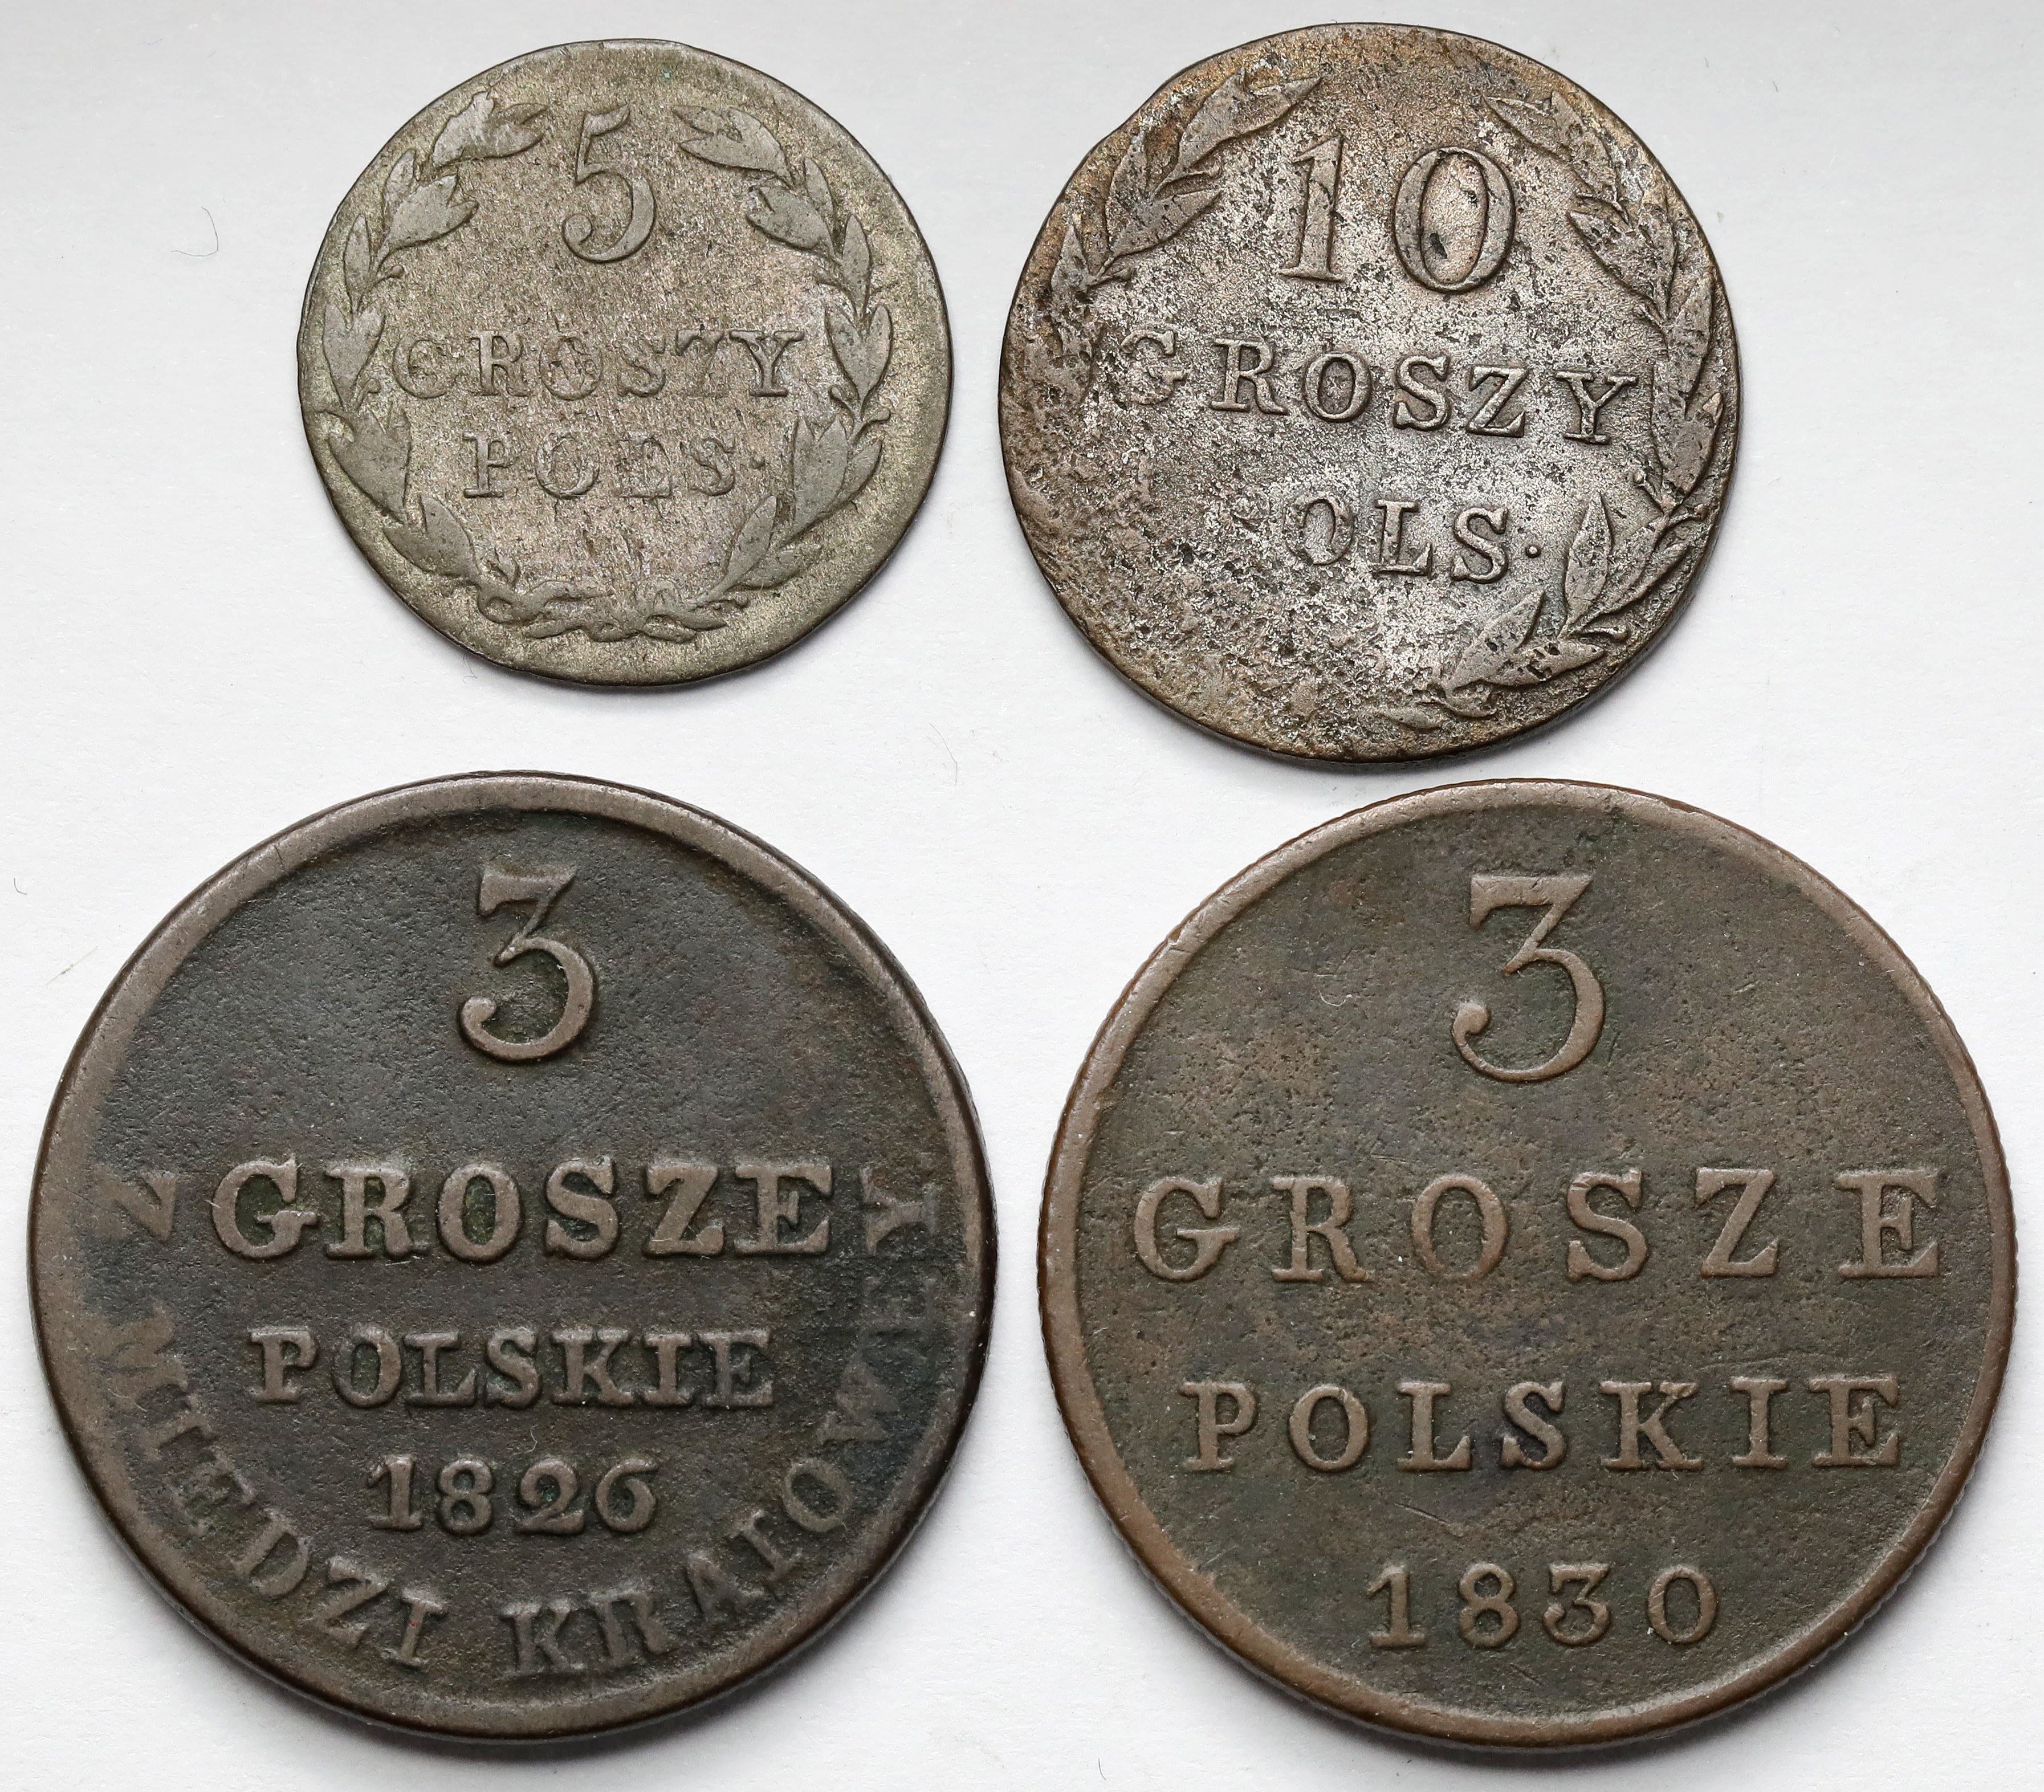 5
GROSZY
POLS.
10
GROSZY
OLS.
3
GROSZE
POLSKIE
1826
Z MIEDZI KRAIOWEY
3
GROSZE
POLSKIE
1830